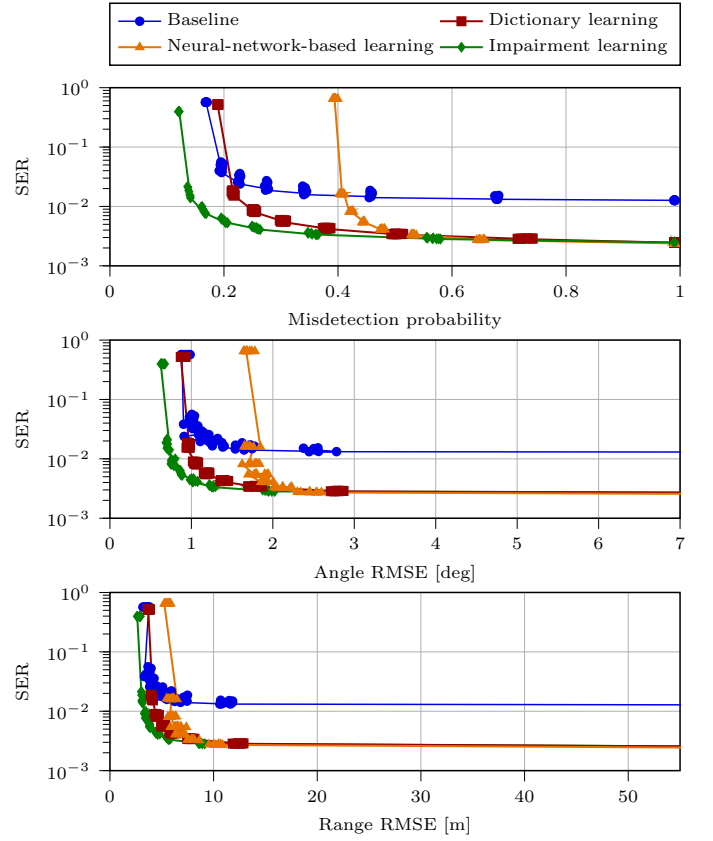 Baseline Dictionary learning
Neural-network-based learning Impairment learning
10^0
10^−1
10^−2
10^−3
SER
0 0.2 0.4 0.6 0.8 1
Misdetection probability
10^0
10^−1
10^−2
10^−3
SER
0 1 2 3 4 5 6 7
Angle RMSE [deg]
10^0
10^−1
10^−2
10^−3
SER
0 10 20 30 40 50
Range RMSE [m]